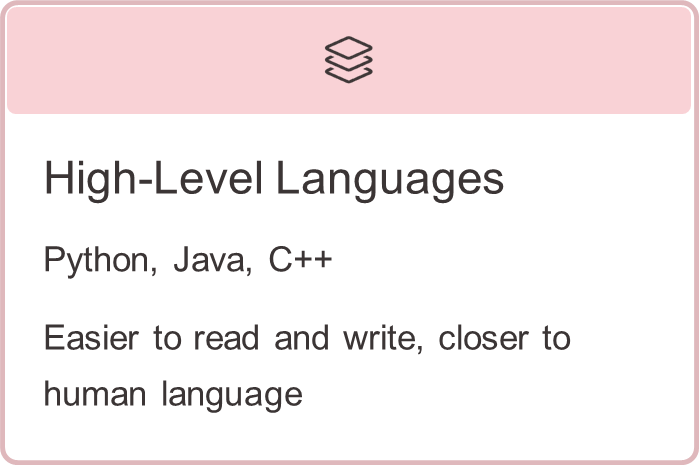 High-Level Languages
Python, Java, C++
Easier to read and write, closer to
human language